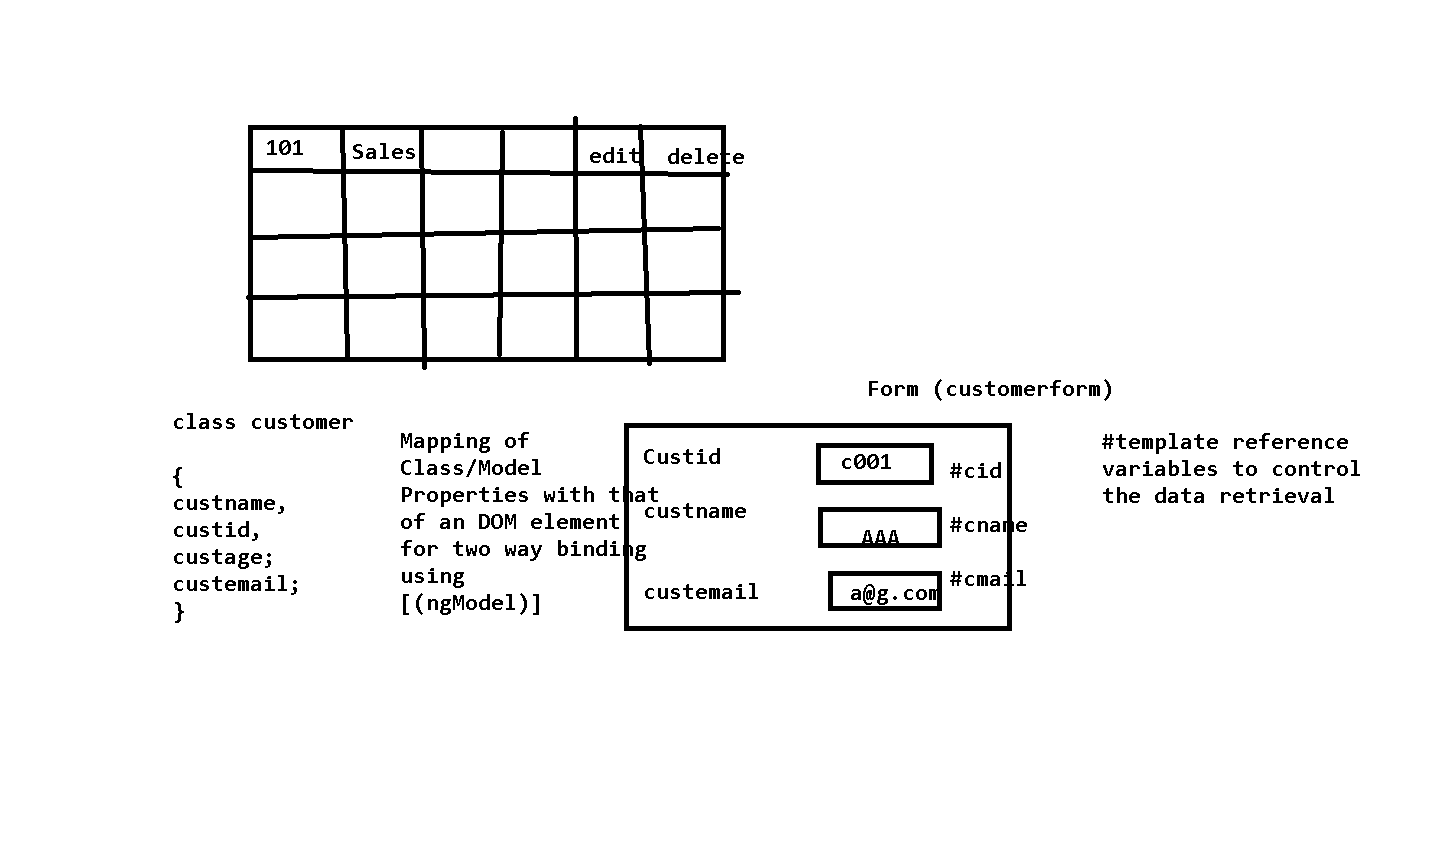 101 Sales edit delete
Form (customerform)
class customer
{
custname,
custid,
custage;
custemail;
}
Mapping of
Class/Model
Properties with that
of an DOM element
for two way binding
using
[(ngModel)]
Custid c001 #cid
custname AAA #cname
custemail a@g.com #cmail
#template reference
variables to control
the data retrieval